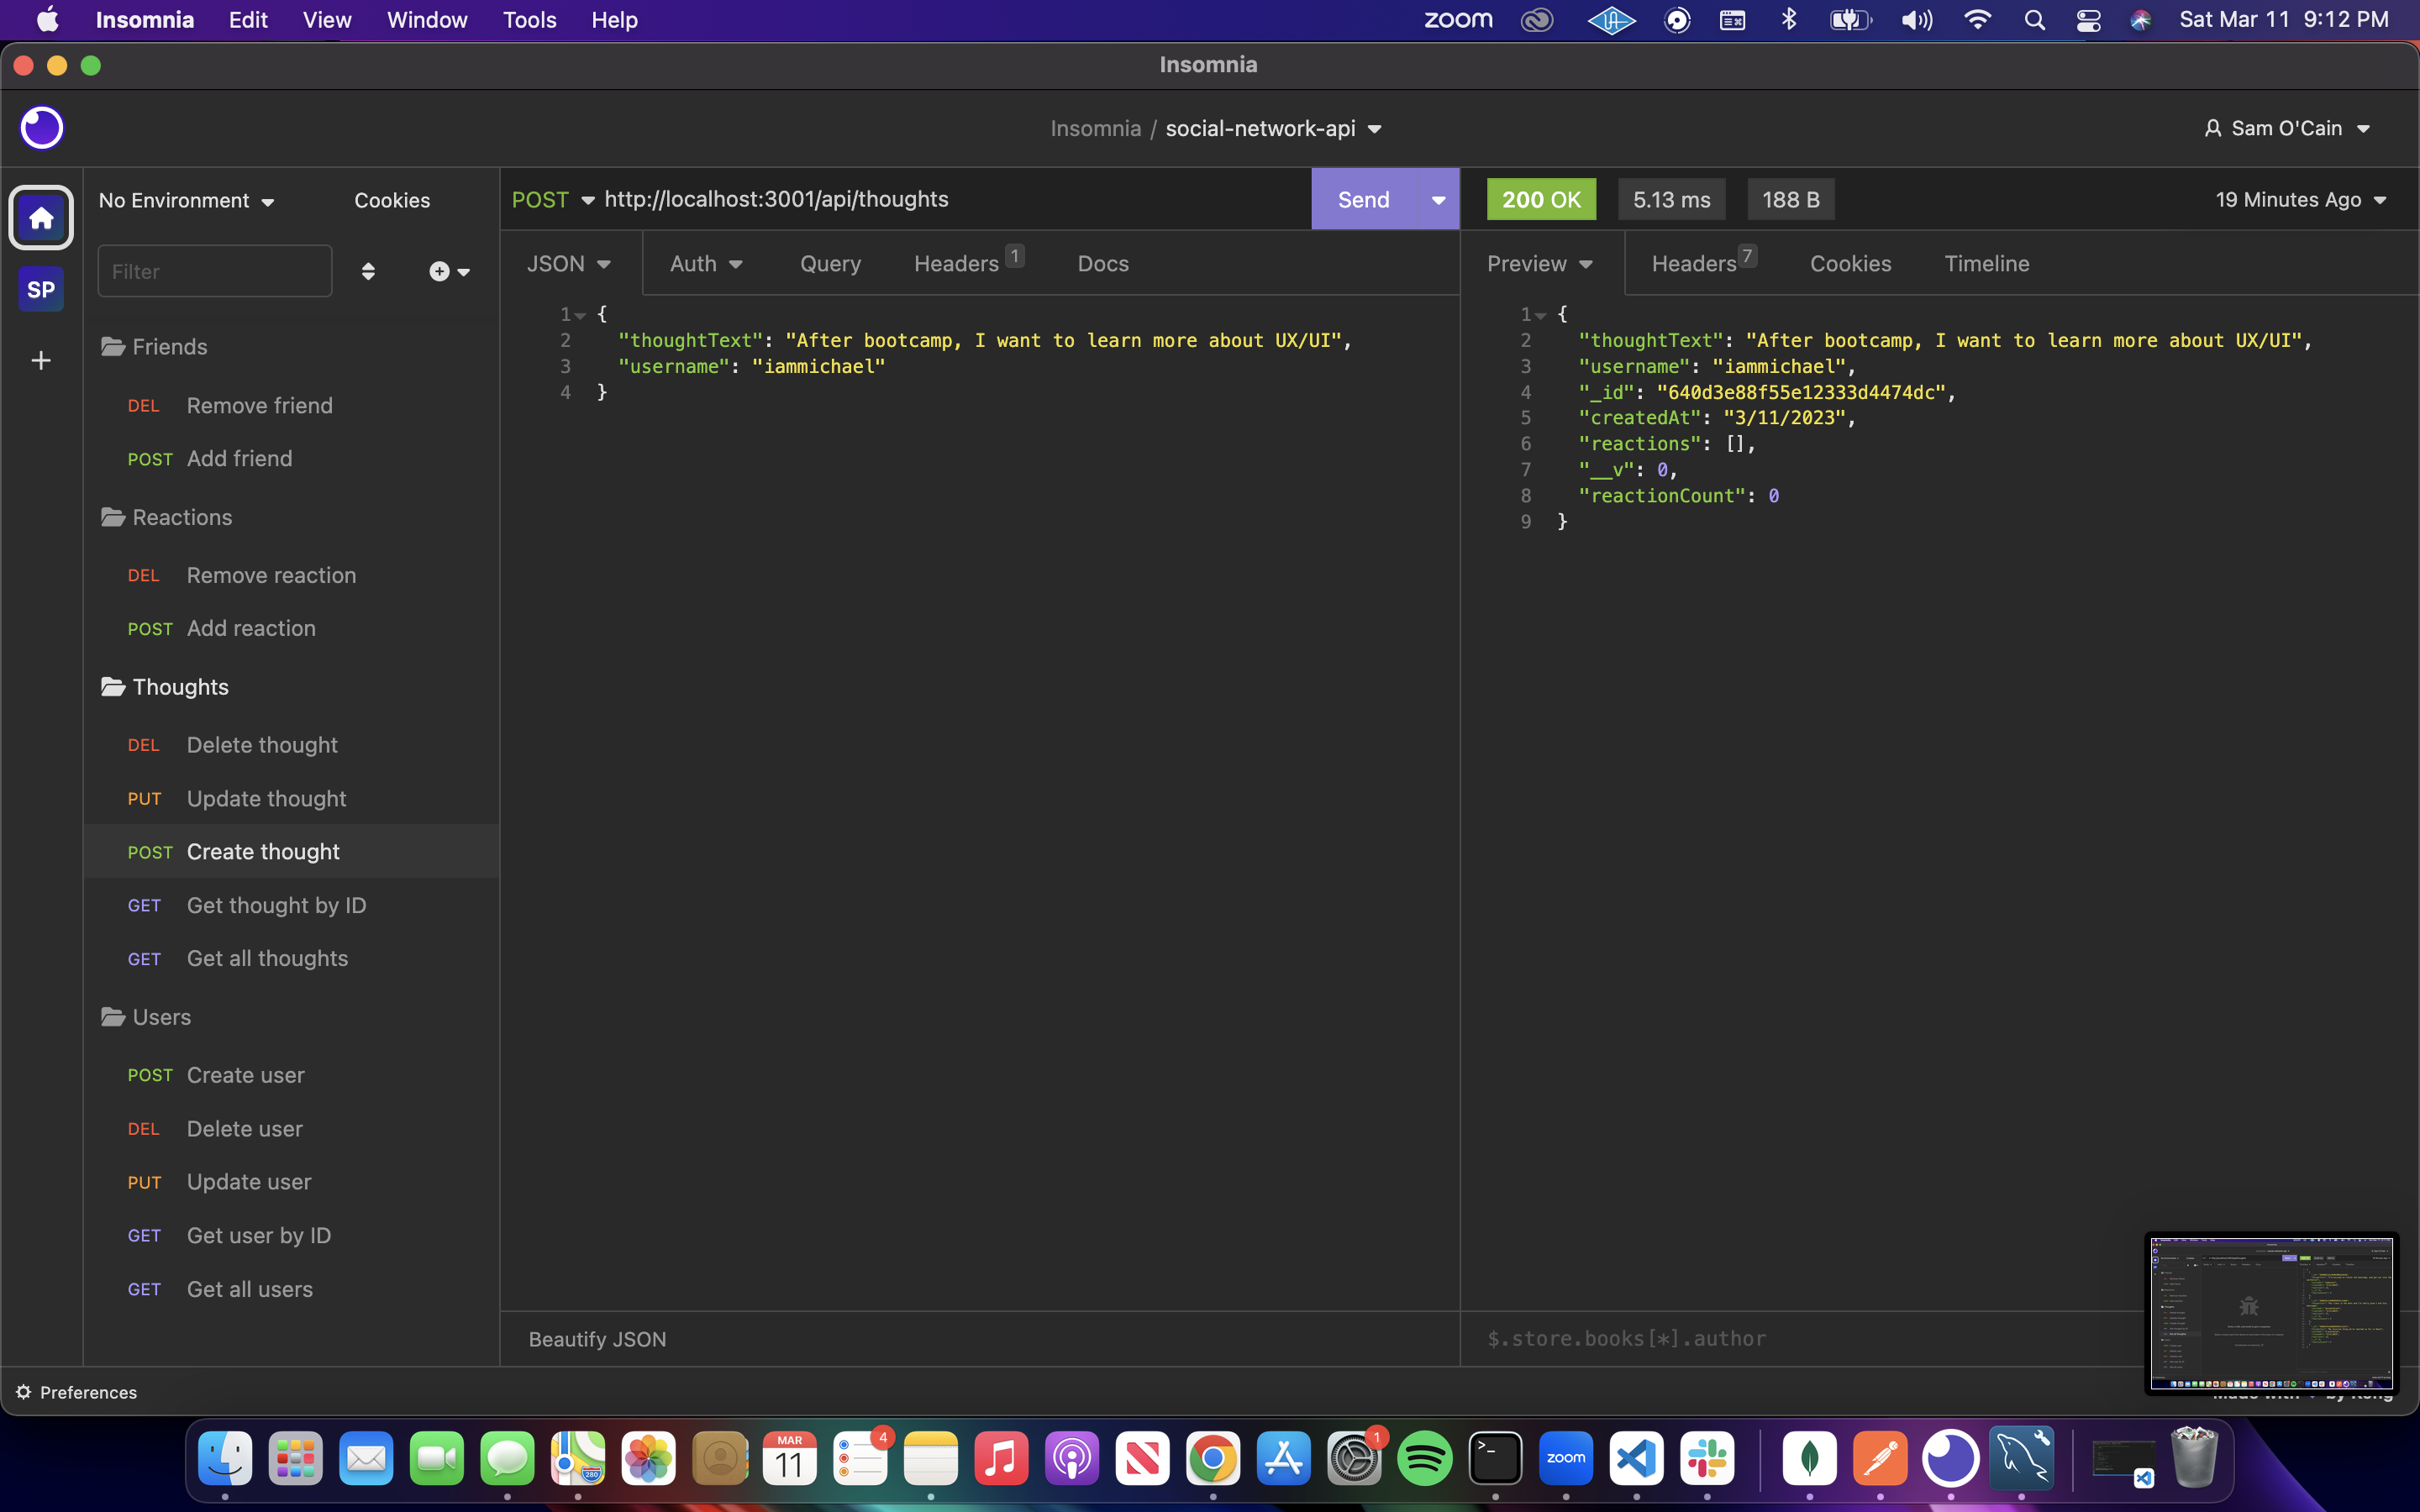 Insomnia Edit View Window Tools Help zoom Sat Mar 11 9:12 PM
Insomnia
Insomnia / social-network-api Sam O'Cain
No Environment Cookies POST http://localhost:3001/api/thoughts Send 200 OK 5.13 ms 188 B 19 Minutes Ago
Filter JSON Auth Query Headers 1 Docs Preview Headers 7 Cookies Timeline
SP
Friends
DEL Remove friend
POST Add friend
Reactions
DEL Remove reaction
POST Add reaction
Thoughts
DEL Delete thought
PUT Update thought
POST Create thought
GET Get thought by ID
GET Get all thoughts
Users
POST Create user
DEL Delete user
PUT Update user
GET Get user by ID
GET Get all users
1 {
2 "thoughtText": "After bootcamp, I want to learn more about UX/UI",
3 "username": "iammichael"
4 }
Beautify JSON
1 {
2 "thoughtText": "After bootcamp, I want to learn more about UX/UI",
3 "username": "iammichael",
4 "_id": "640d3e88f55e12333d4474dc",
5 "createdAt": "3/11/2023",
6 "reactions": [],
7 "__v": 0,
8 "reactionCount": 0
9 }
$.store.books[*].author
Preferences
MAR
11
4
1
280
zoom